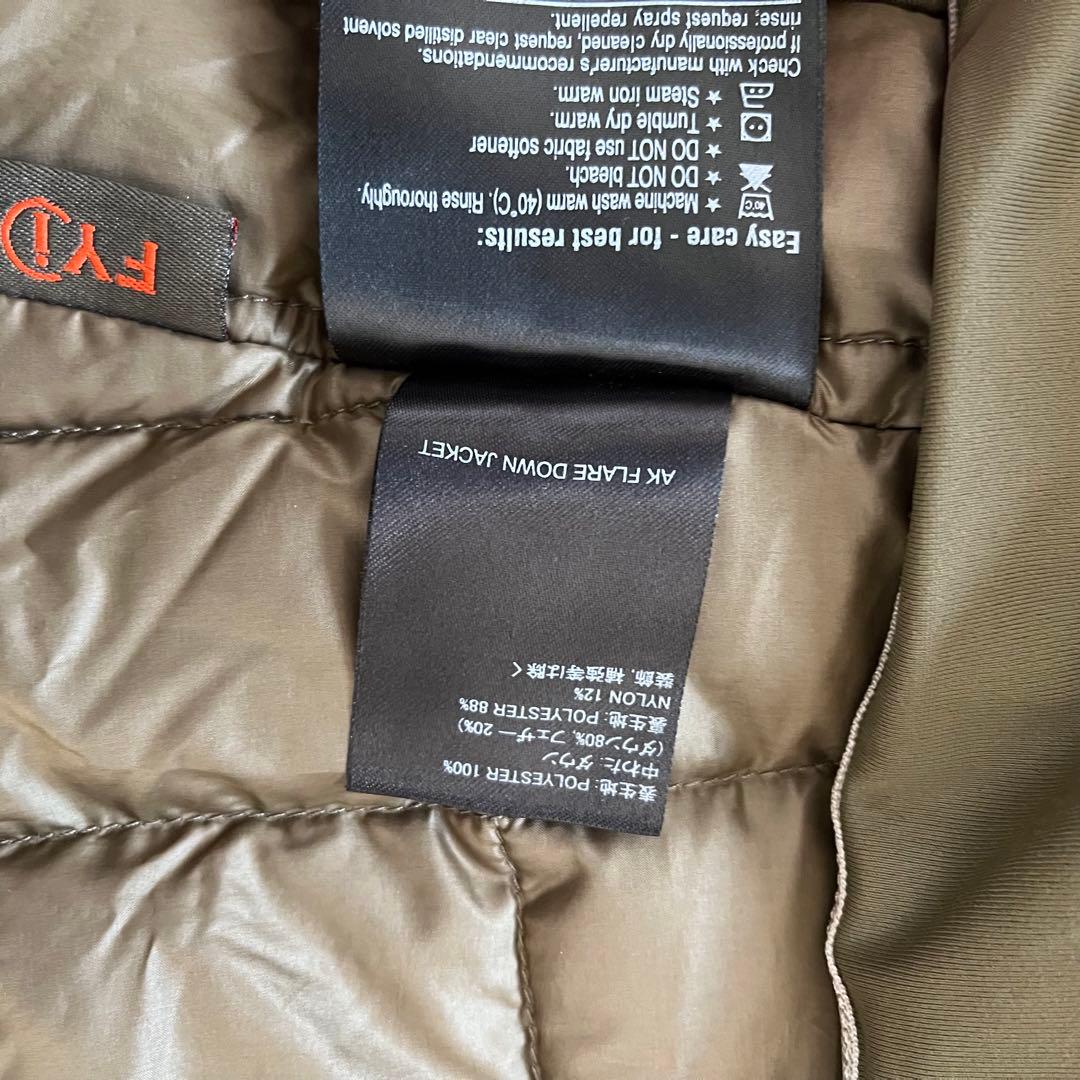 表生地: POLYESTER 100%
中わた: ダウン
(ダウン80%, フェザー 20%)
裏生地: POLYESTER 88%
NYLON 12%
装飾, 補強等は除く
AK FLARE DOWN JACKET
Easy care - for best results:
40°C ★ Machine wash warm (40°C). Rinse thoroughly.
★ DO NOT bleach.
★ DO NOT use fabric softener
★ Tumble dry warm.
★ Steam iron warm.
Check with manufacturer's recommendations.
If professionally dry cleaned, request clear distilled solvent
rinse; request spray repellent.
FYi